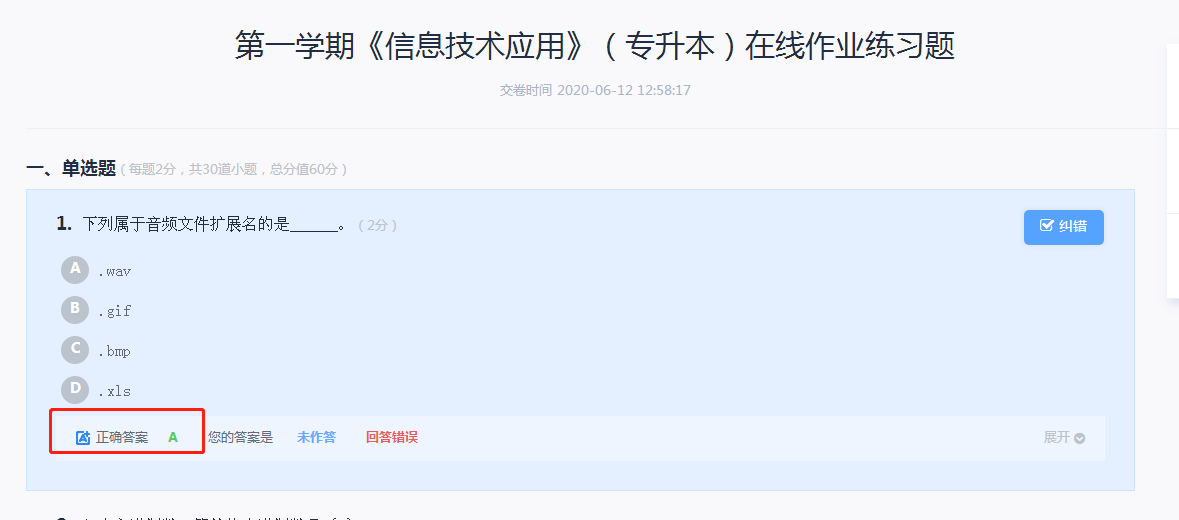 第一学期《信息技术应用》（专升本）在线作业练习题
交卷时间 2020-06-12 12:58:17
一、单选题（每题2分，共30道小题，总分值60分）
1. 下列属于音频文件扩展名的是______。（2分）
纠错
A .wav
B .gif
C .bmp
D .xls
正确答案 A 您的答案是 未作答 回答错误 展开